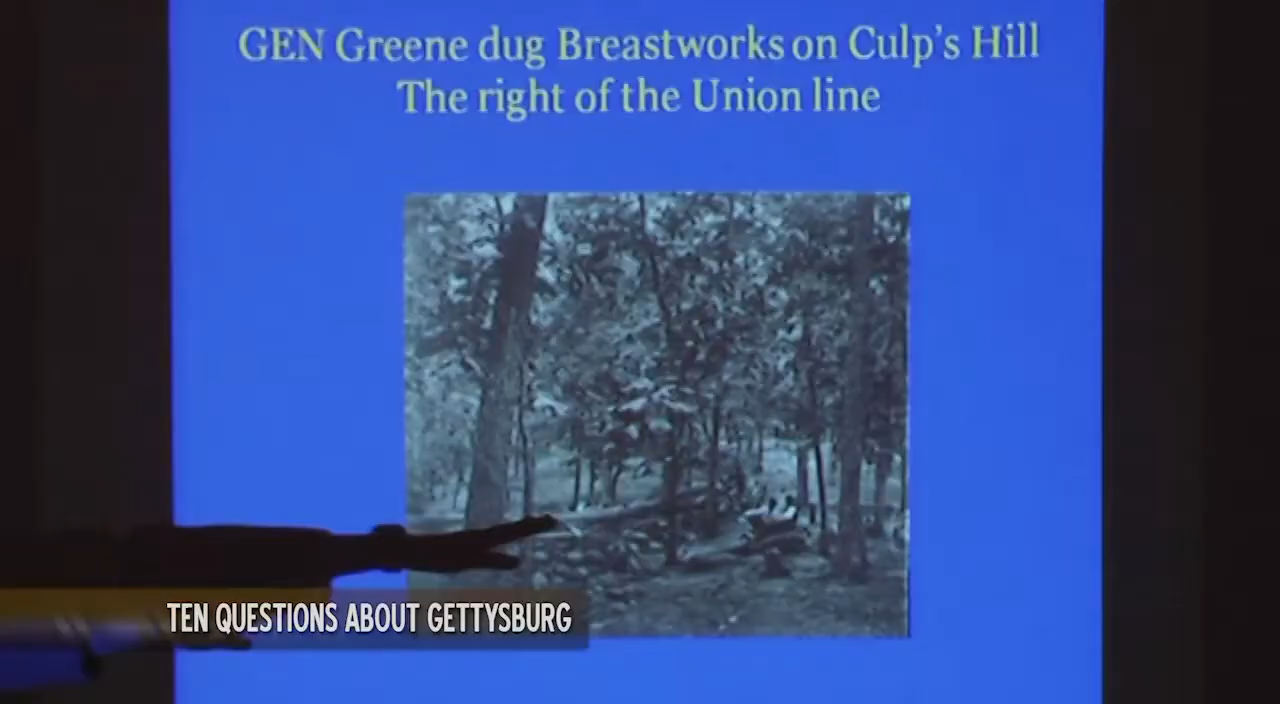 GEN Greene dug Breastworks on Culp's Hill
The right of the Union line
TEN QUESTIONS ABOUT GETTYSBURG